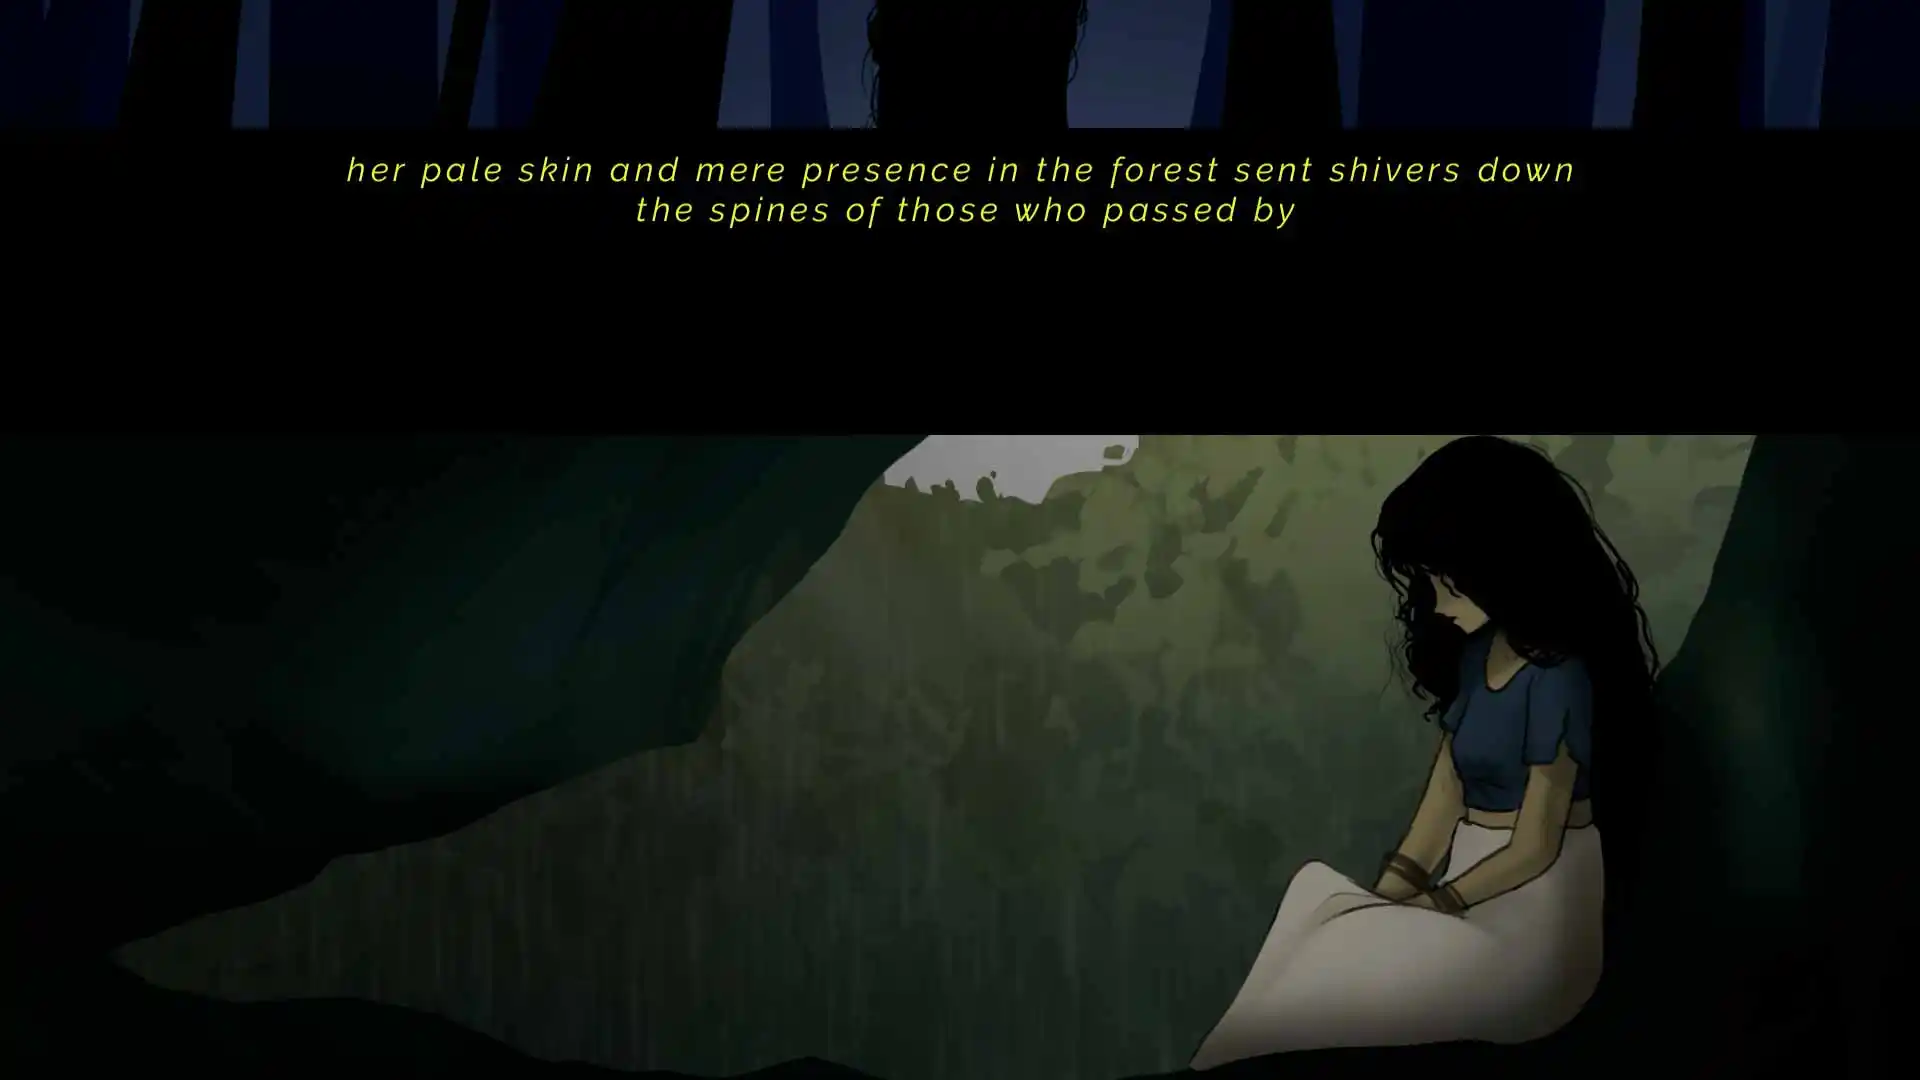 her pale skin and mere presence in the forest sent shivers down
the spines of those who passed by